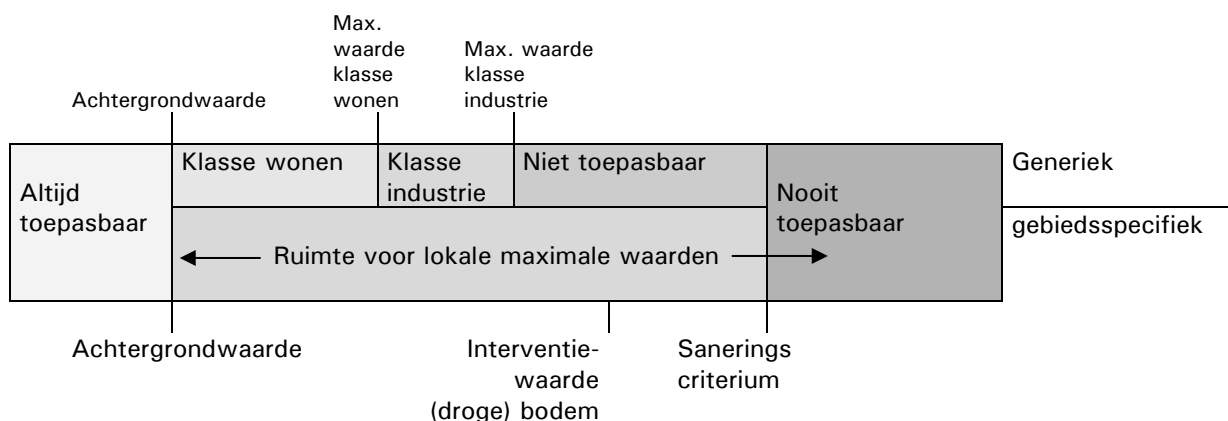 Max.
waarde
klasse
wonen
Max. waarde
klasse
industrie
Achtergrondwaarde
Klasse wonen
Klasse
industrie
Niet toepasbaar
Generiek
Altijd
toepasbaar
Nooit
toepasbaar
gebiedsspecifiek
Ruimte voor lokale maximale waarden
Achtergrondwaarde
Interventie-
waarde
(droge) bodem
Sanerings
criterium